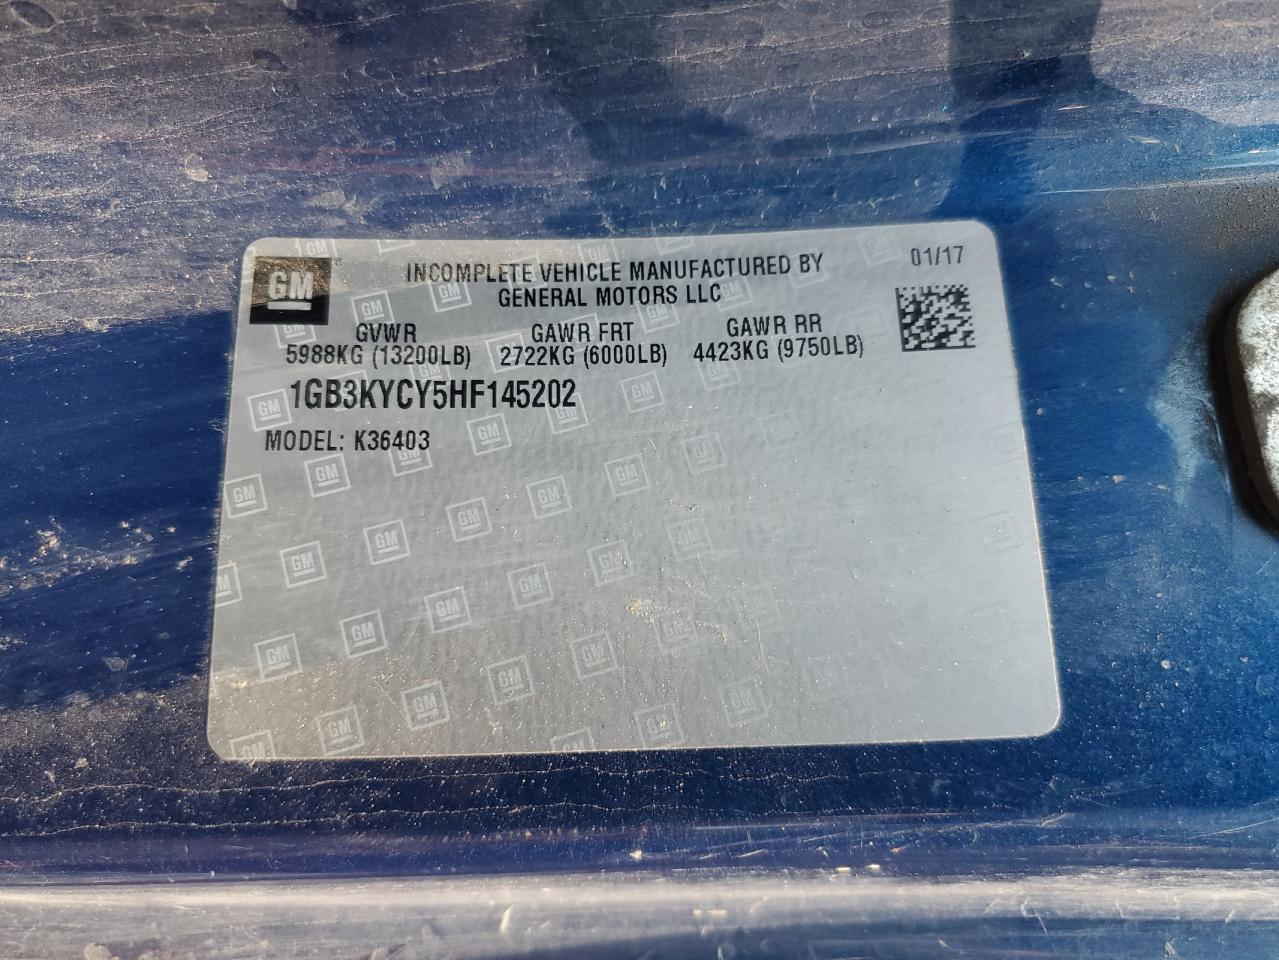 GM
INCOMPLETE VEHICLE MANUFACTURED BY
GENERAL MOTORS LLC
01/17
GVWR GAWR FRT GAWR RR
5988KG (13200LB) 2722KG (6000LB) 4423KG (9750LB)
1GB3KYCY5HF145202
MODEL: K36403